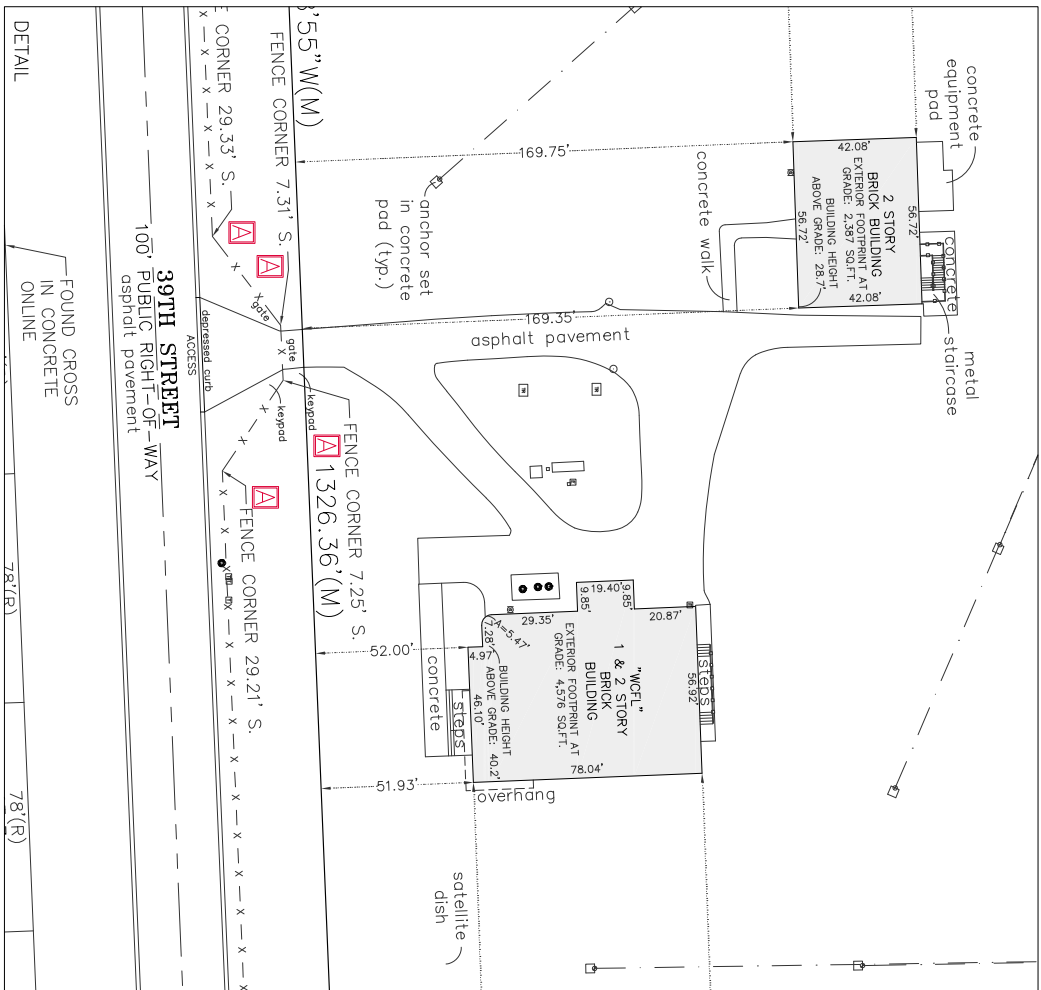 concrete
equipment
pad
42.08'
56.72'
2 STORY
BRICK BUILDING
EXTERIOR FOOTPRINT AT
GRADE: 2,387 SQ.FT.
BUILDING HEIGHT
ABOVE GRADE: 28.7'
56.72'
42.08'
concrete
metal
staircase
concrete walk
169.75'
169.35'
asphalt pavement
anchor set
in concrete
pad (typ.)
'55"W(M)
FENCE CORNER 7.31' S.
CORNER 29.33' S.
A
A
gate
gate
keypad
keypad
depressed curb
ACCESS
39TH STREET
100' PUBLIC RIGHT-OF-WAY
asphalt pavement
FENCE CORNER 7.25' S.
A
1326.36'(M)
A
FENCE CORNER 29.21' S.
DETAIL
FOUND CROSS
IN CONCRETE
ONLINE
78'(R)
78'(R)
19.40'
9.85'
9.85'
29.35'
20.87'
A=5.47'
7.28'
4.97'
46.10'
56.92'
78.04'
"WCFL"
1 & 2 STORY
BRICK
BUILDING
EXTERIOR FOOTPRINT AT
GRADE: 4,576 SQ.FT.
BUILDING HEIGHT
ABOVE GRADE: 40.2'
steps
steps
concrete
overhang
52.00'
51.93'
satellite
dish